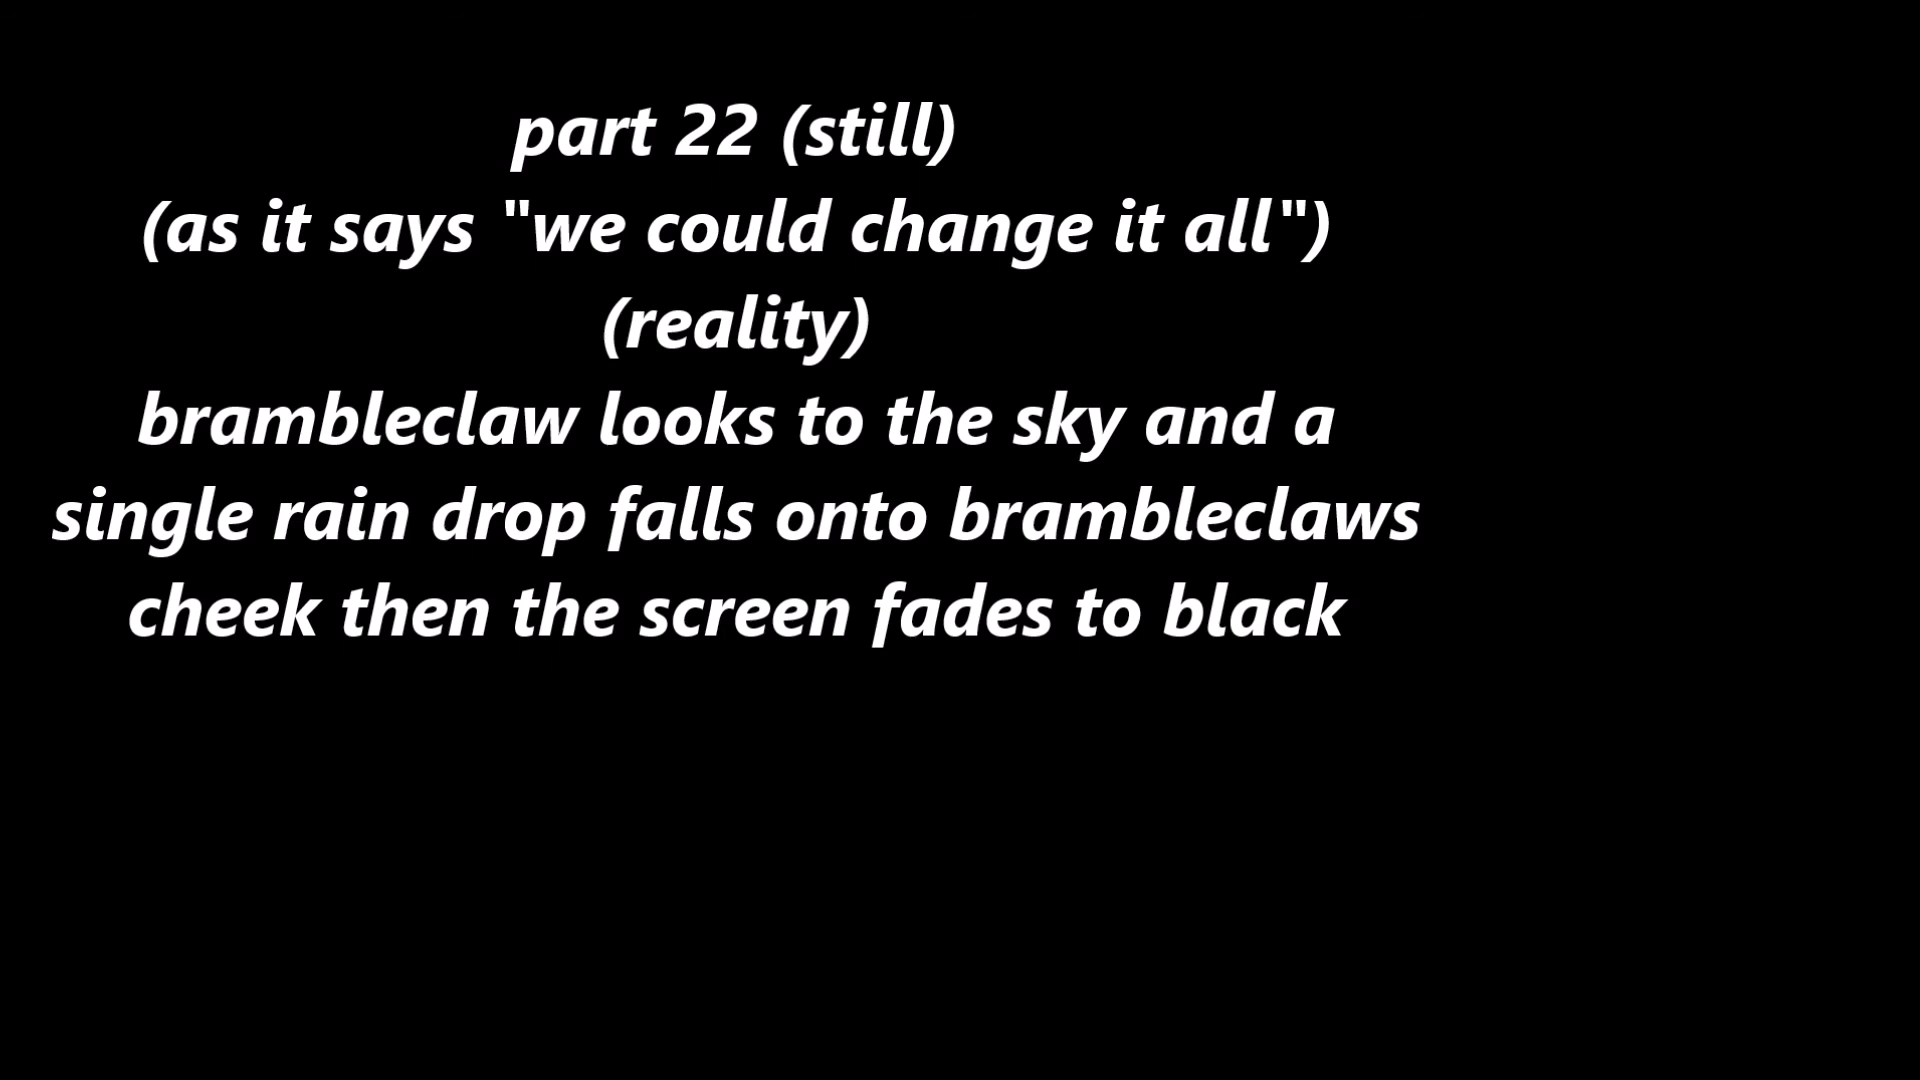 part 22 (still)
(as it says "we could change it all")
(reality)
brambleclaw looks to the sky and a
single rain drop falls onto brambleclaws
cheek then the screen fades to black